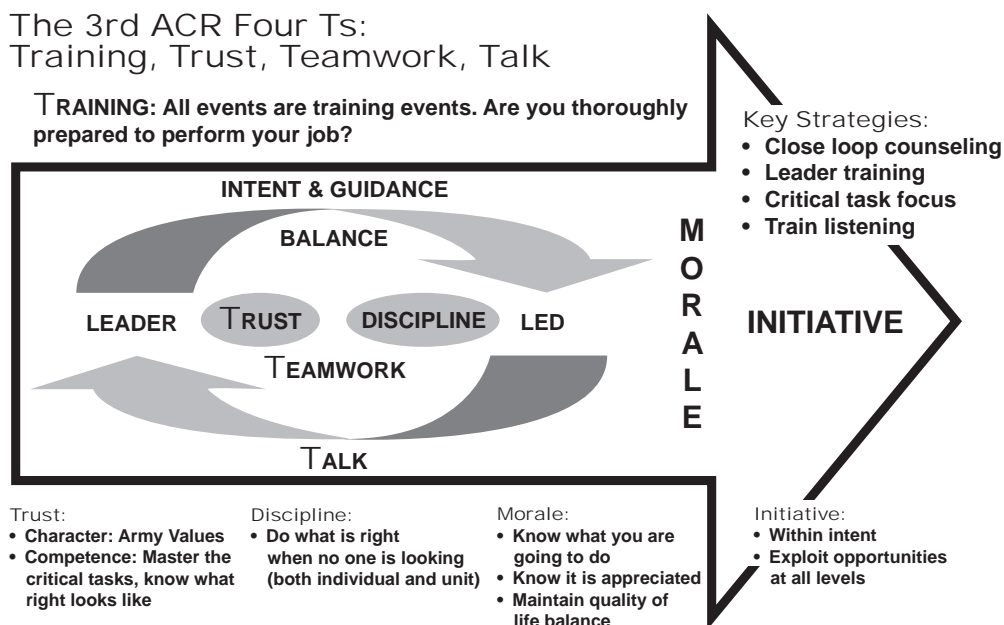 The 3rd ACR Four Ts:
Training, Trust, Teamwork, Talk
TRAINING: All events are training events. Are you thoroughly
prepared to perform your job?
Key Strategies:
• Close loop counseling
• Leader training
• Critical task focus
• Train listening
INTENT & GUIDANCE
BALANCE
LEADER
TRUST
DISCIPLINE
LED
TEAMWORK
TALK
MORALE
INITIATIVE
Trust:
• Character: Army Values
• Competence: Master the
critical tasks, know what
right looks like
Discipline:
• Do what is right
when no one is looking
(both individual and unit)
Morale:
• Know what you are
going to do
• Know it is appreciated
• Maintain quality of
life balance
Initiative:
• Within intent
• Exploit opportunities
at all levels